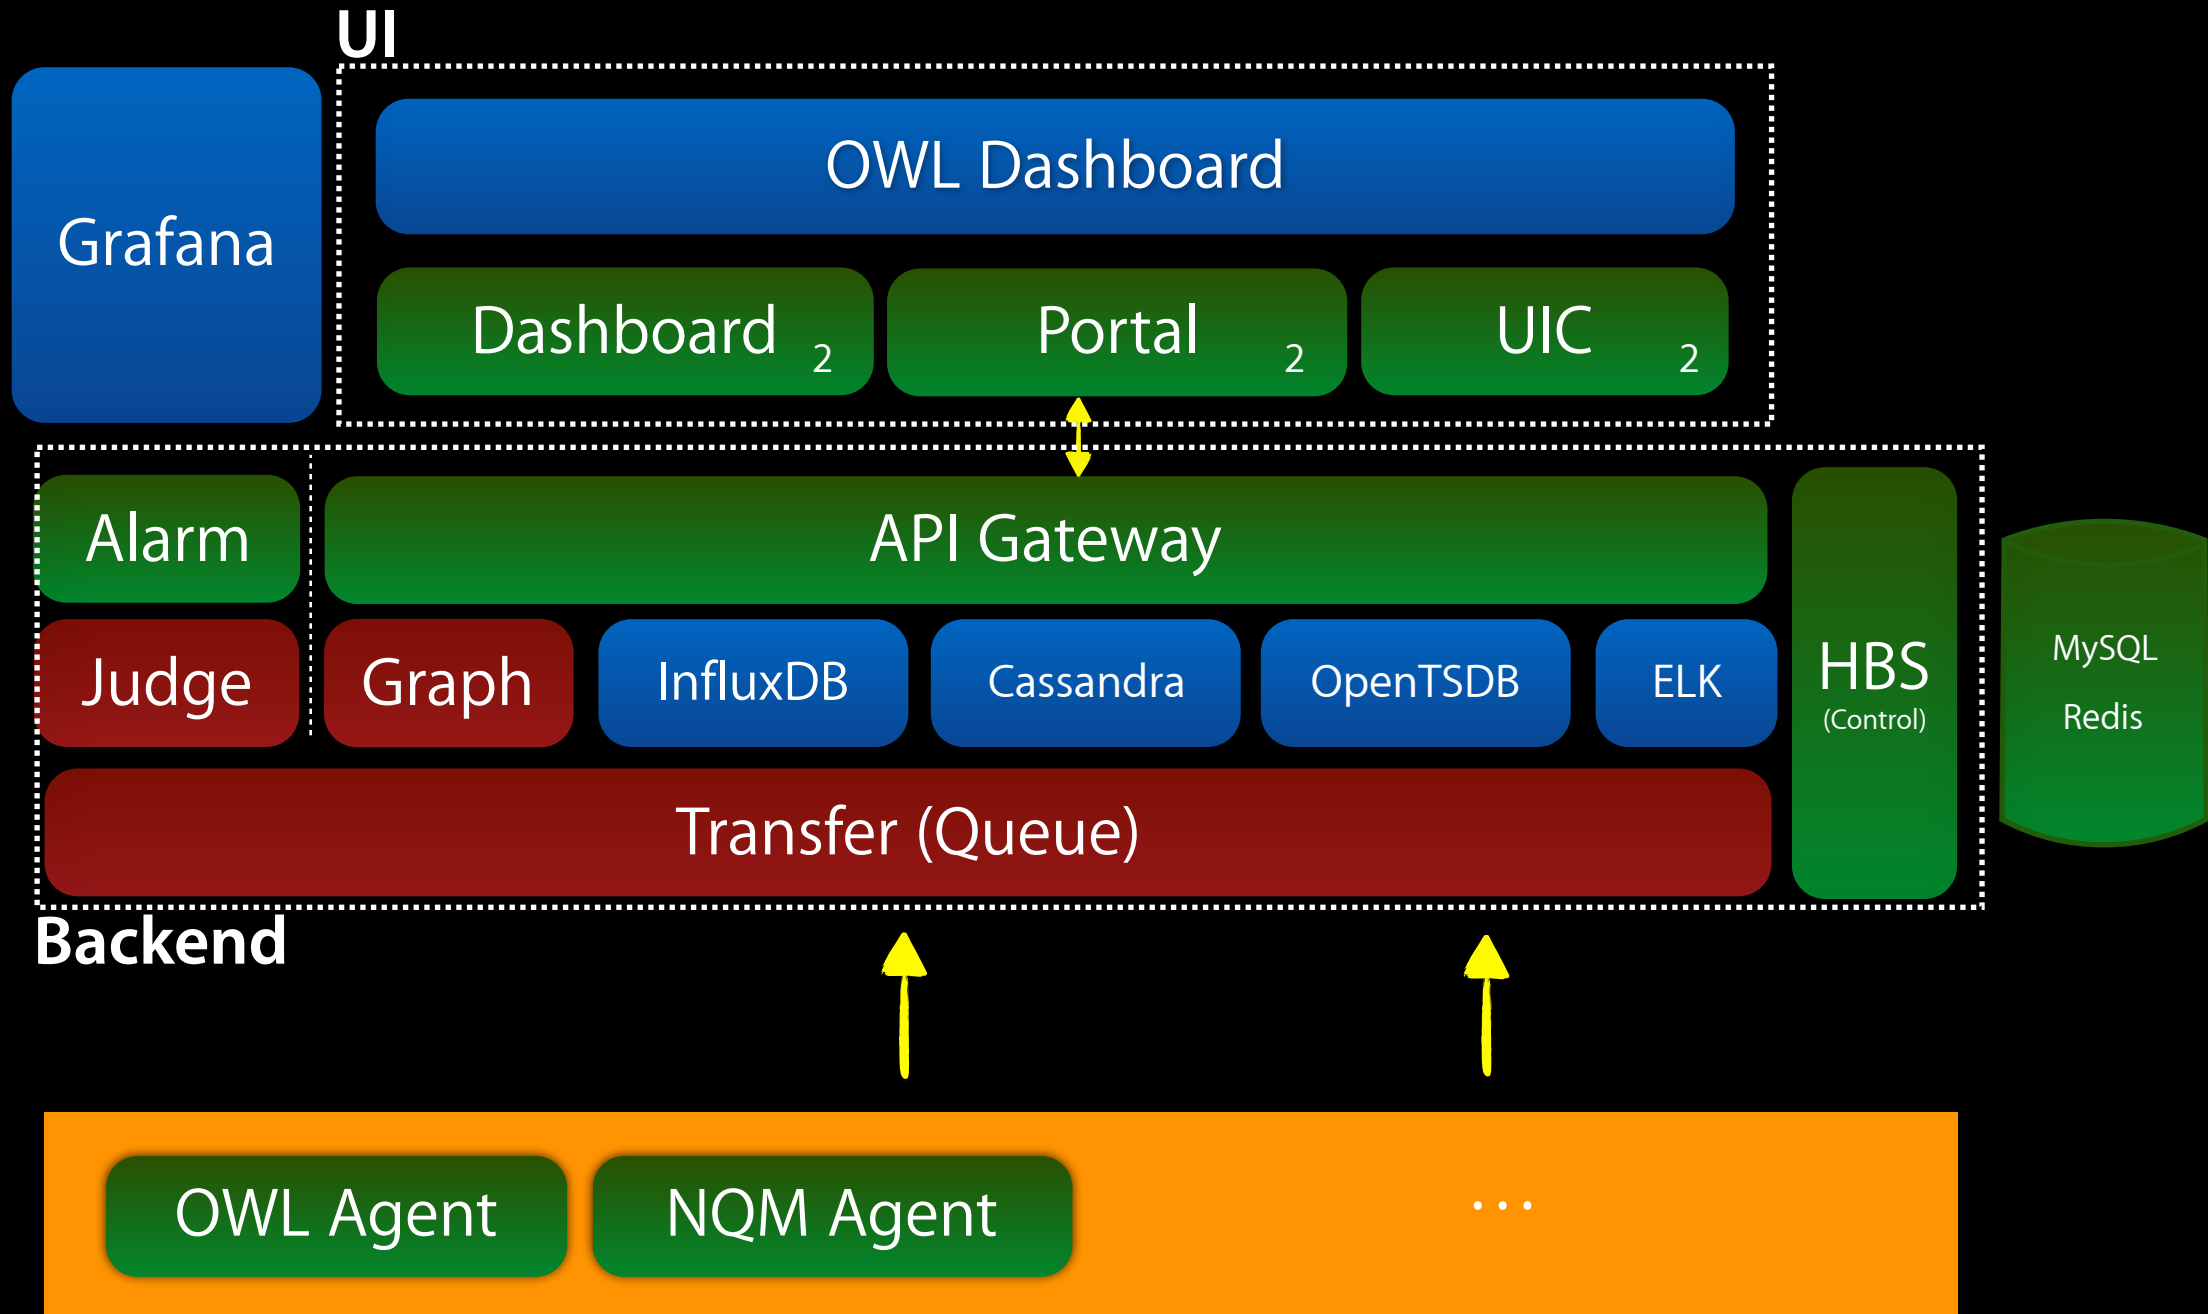 UI
Grafana
OWL Dashboard
Dashboard 2
Portal 2
UIC 2
Alarm
API Gateway
Judge
Graph
InfluxDB
Cassandra
OpenTSDB
ELK
HBS
(Control)
MySQL
Redis
Transfer (Queue)
Backend
OWL Agent
NQM Agent
...